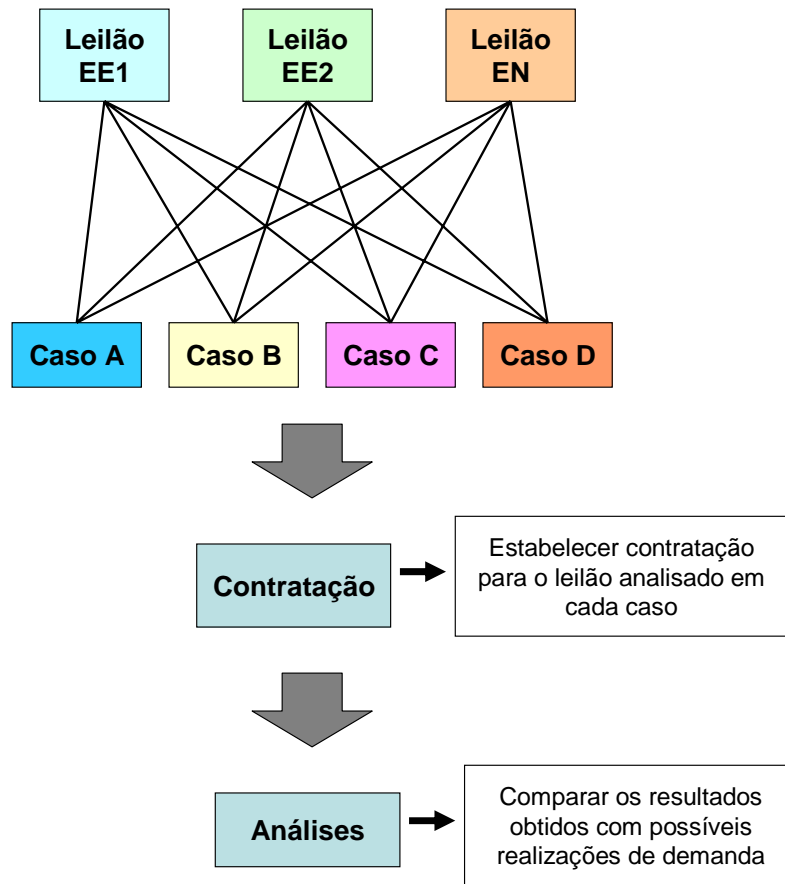 Leilão
EE1
Leilão
EE2
Leilão
EN
Caso A
Caso B
Caso C
Caso D
Contratação
Estabelecer contratação
para o leilão analisado em
cada caso
Análises
Comparar os resultados
obtidos com possíveis
realizações de demanda